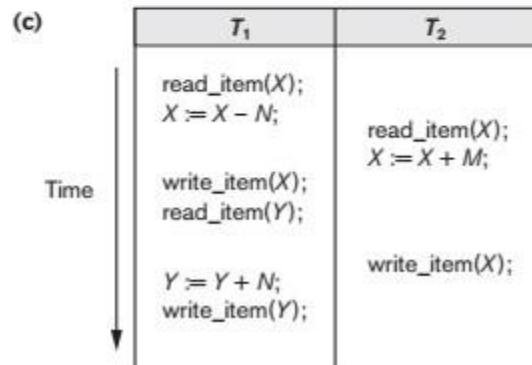 (c)
T₁ T₂
read_item(X);
X := X – N;
read_item(X);
X := X + M;
Time
write_item(X);
read_item(Y);
write_item(X);
Y := Y + N;
write_item(Y);